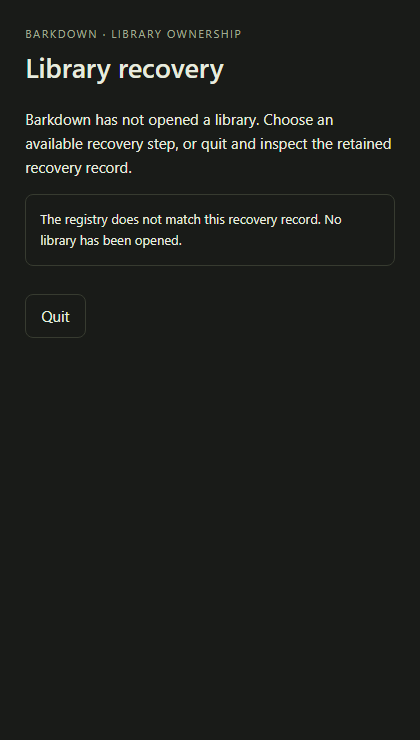 BARKDOWN · LIBRARY OWNERSHIP
Library recovery
Barkdown has not opened a library. Choose an
available recovery step, or quit and inspect the retained
recovery record.
The registry does not match this recovery record. No
library has been opened.
Quit